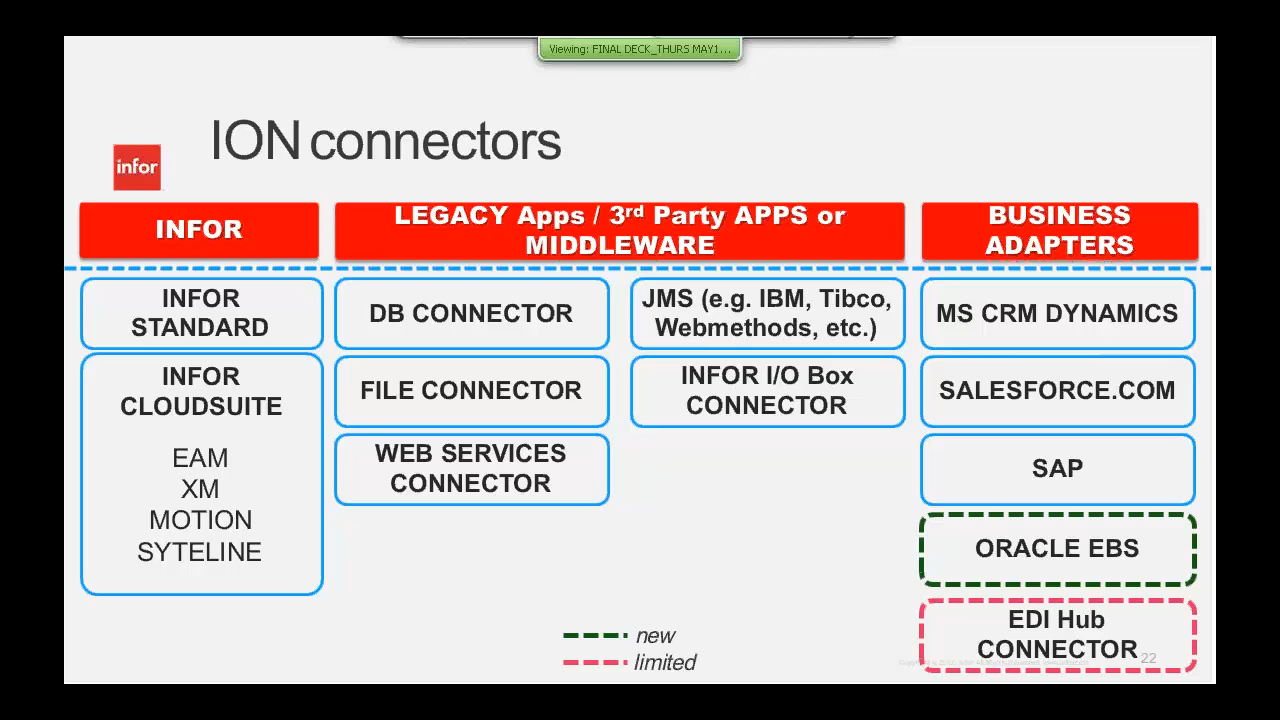 Viewing: FINAL DECK_THURS MAY1...
ION connectors
infor
INFOR
LEGACY Apps / 3rd Party APPS or
MIDDLEWARE
BUSINESS
ADAPTERS
INFOR
STANDARD
DB CONNECTOR
JMS (e.g. IBM, Tibco,
Webmethods, etc.)
MS CRM DYNAMICS
INFOR
CLOUDSUITE
EAM
XM
MOTION
SYTELINE
FILE CONNECTOR
INFOR I/O Box
CONNECTOR
SALESFORCE.COM
WEB SERVICES
CONNECTOR
SAP
ORACLE EBS
EDI Hub
CONNECTOR
new
limited
22